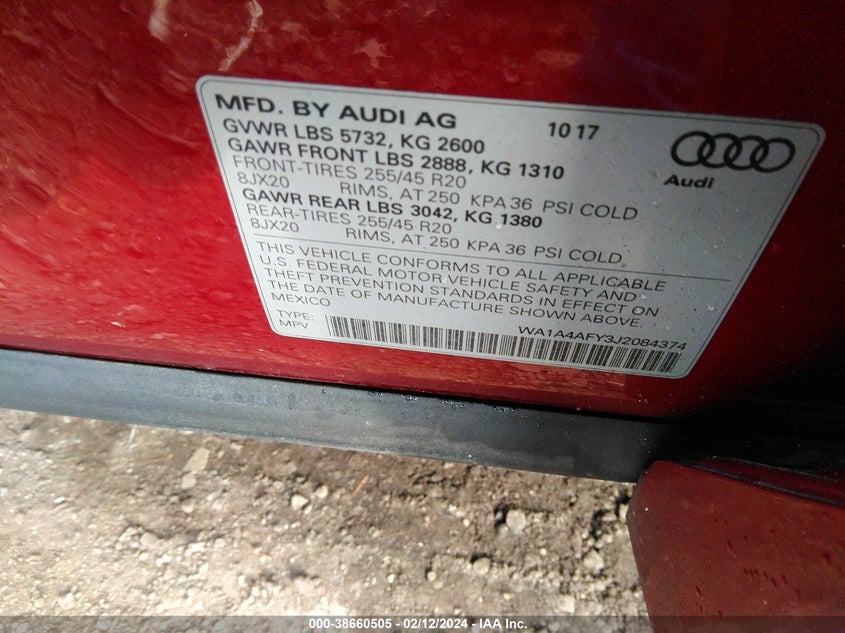 MFD. BY AUDI AG 10 17
GVWR LBS 5732, KG 2600
GAWR FRONT LBS 2888, KG 1310
FRONT-TIRES 255/45 R20
8JX20 RIMS, AT 250 KPA 36 PSI COLD
GAWR REAR LBS 3042, KG 1380
REAR-TIRES 255/45 R20
8JX20 RIMS, AT 250 KPA 36 PSI COLD
Audi
THIS VEHICLE CONFORMS TO ALL APPLICABLE
U.S. FEDERAL MOTOR VEHICLE SAFETY AND
THEFT PREVENTION STANDARDS IN EFFECT ON
THE DATE OF MANUFACTURE SHOWN ABOVE.
MEXICO
TYPE:
MPV
WA1A4AFY3J2084374
000-38660505 - 02/12/2024 - IAA Inc.